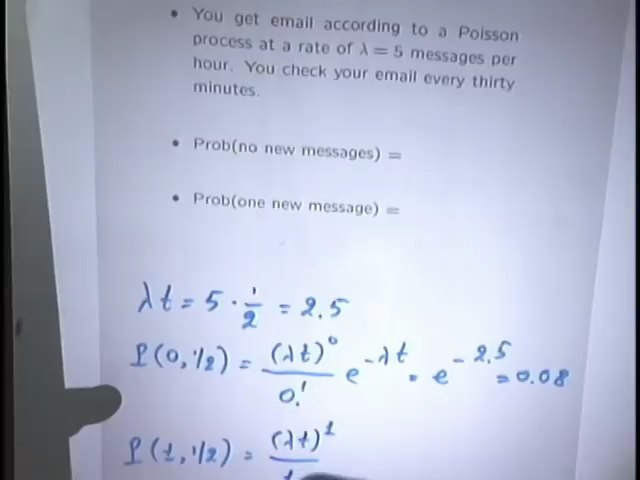 • You get email according to a Poisson
process at a rate of λ = 5 messages per
hour. You check your email every thirty
minutes.
• Prob(no new messages) =
• Prob(one new message) =
λt = 5 · 1/2 = 2.5
P(0, 1/2) = (λt)^0 / 0! e^-λt = e^-2.5 = 0.08
P(1, 1/2) = (λt)^1